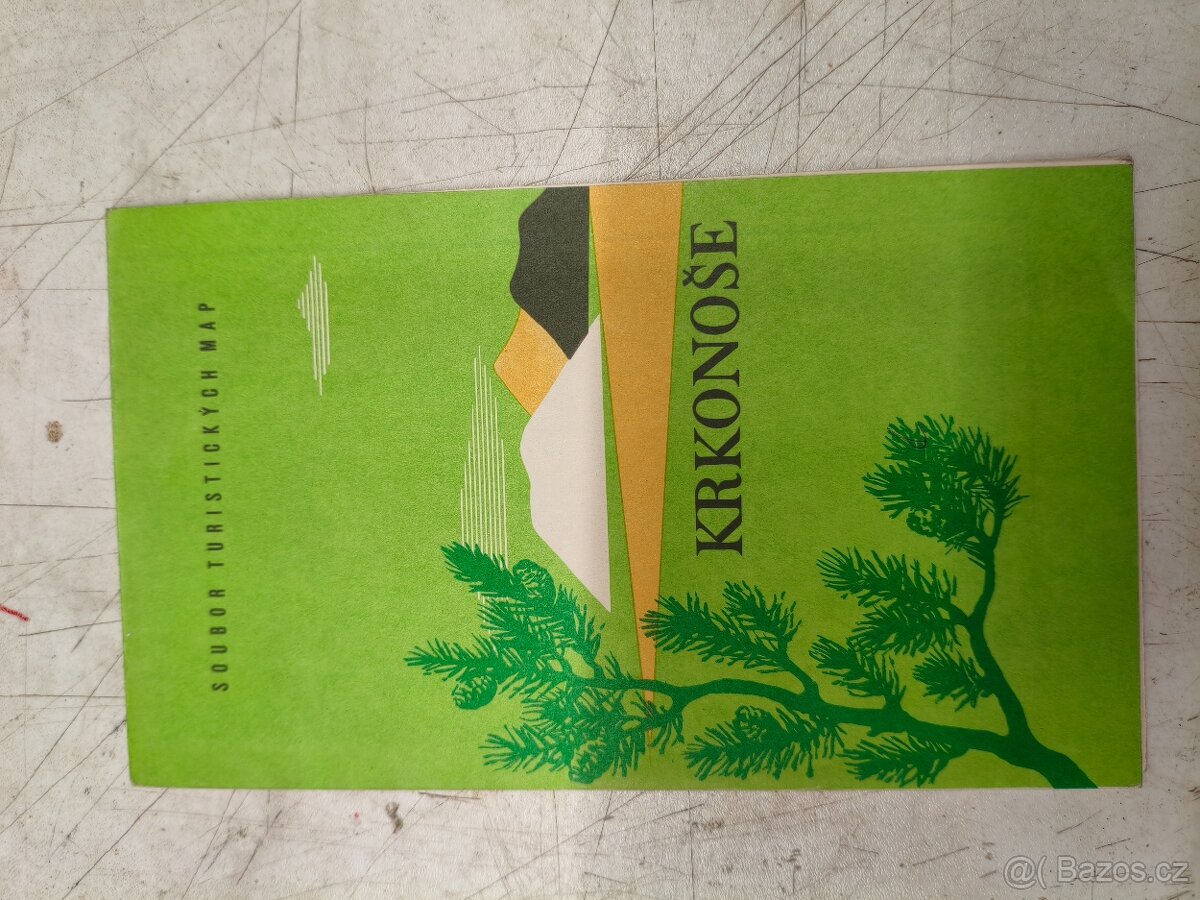 SOUBOR TURISTICKÝCH MAP
KRKONOŠE
@( Bazos.cz